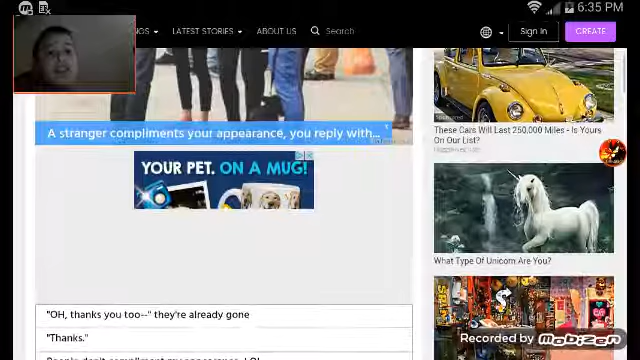 6:35 PM
LATEST STORIES
ABOUT US
Search
Sign In
CREATE
A stranger compliments your appearance, you reply with...
YOUR PET. ON A MUG!
Sponsored
These Cars Will Last 250,000 Miles - Is Yours
On Our List?
What Type Of Unicorn Are You?
"OH, thanks you too--" they're already gone
"Thanks."
Recorded by
MOBIZEN